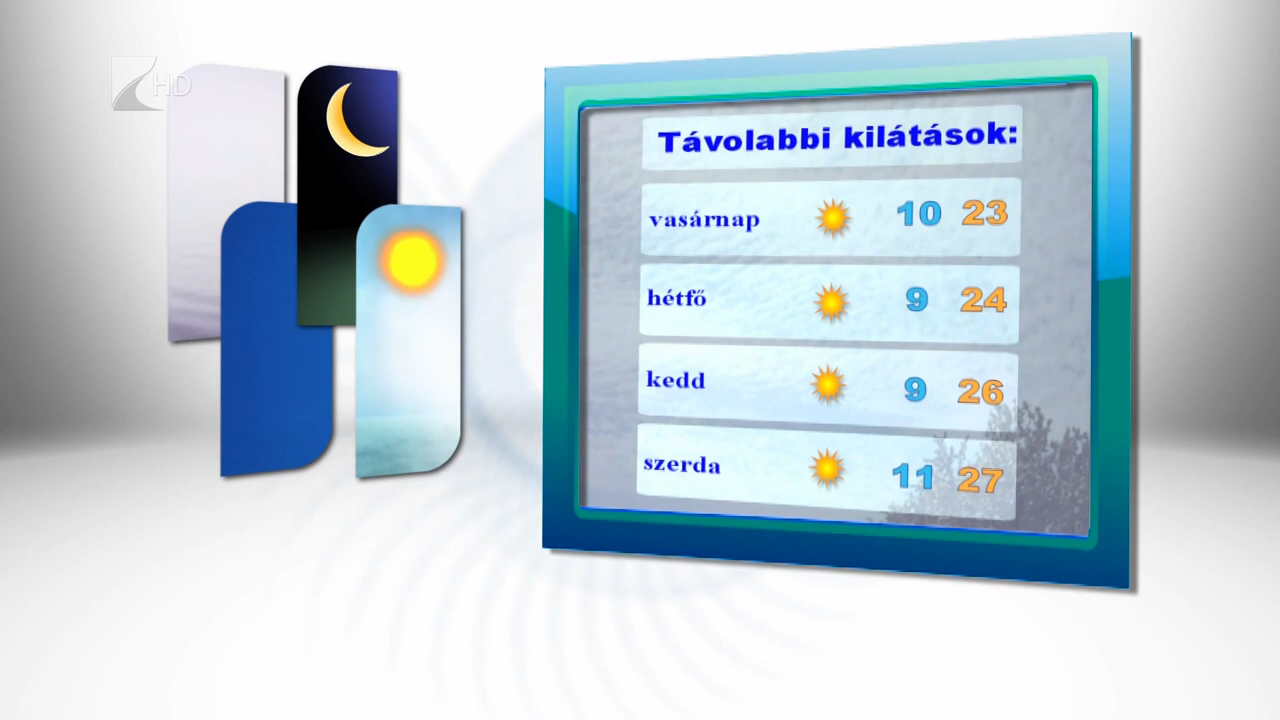 HD
Távolabbi kilátások:
vasárnap 10 23
hétfő 9 24
kedd 9 26
szerda 11 27